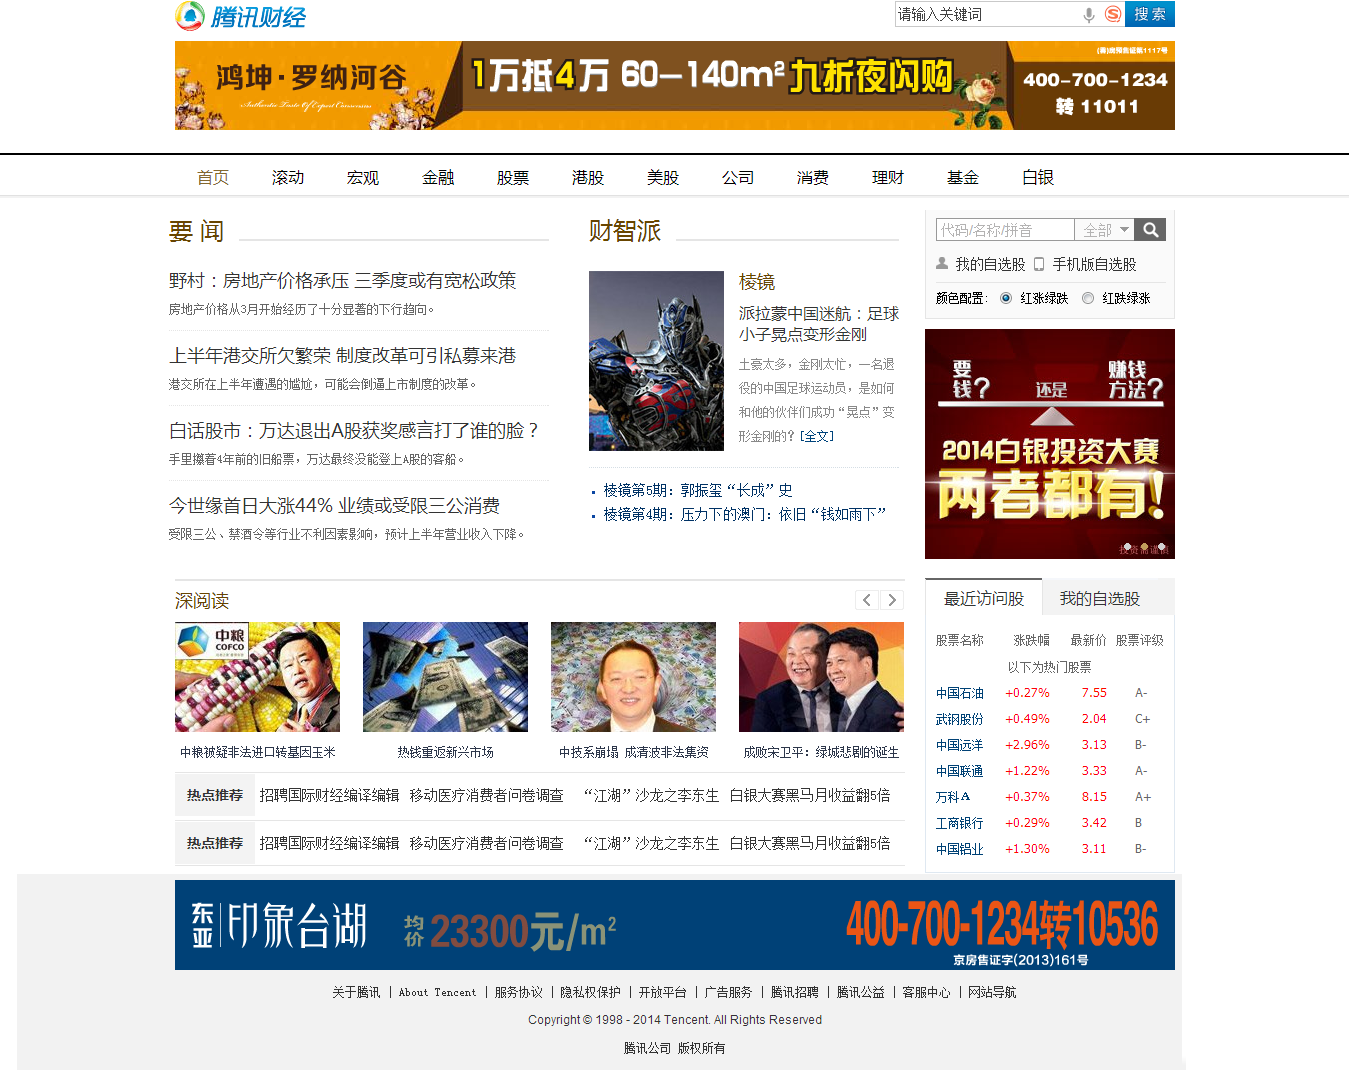 腾讯财经
请输入关键词
搜 索
鸿坤·罗纳河谷
1万抵4万 60—140m²九折夜闪购
400-700-1234
转 11011
首页 滚动 宏观 金融 股票 港股 美股 公司 消费 理财 基金 白银
要 闻
野村：房地产价格承压 三季度或有宽松政策
房地产价格从3月开始经历了十分显著的下行趋向。
上半年港交所欠繁荣 制度改革可引私募来港
港交所在上半年遭遇的尴尬，可能会倒逼上市制度的改革。
白话股市：万达退出A股获奖感言打了谁的脸？
手里攥着4年前的旧船票，万达最终没能登上A股的客船。
今世缘首日大涨44% 业绩或受限三公消费
受限三公、禁酒令等行业不利因素影响，预计上半年营业收入下降。
财智派
棱镜
派拉蒙中国迷航：足球
小子晃点变形金刚
土豪太多，金刚太忙，一名退
役的中国足球运动员，是如何
和他的伙伴们成功“晃点”变
形金刚的？[全文]
棱镜第5期：郭振玺“长成”史
棱镜第4期：压力下的澳门：依旧“钱如雨下”
代码/名称/拼音 全部
我的自选股 手机版自选股
颜色配置： 红涨绿跌 红跌绿涨
要钱？ 还是 赚钱方法？
2014白银投资大赛
两者都有！
深阅读
中粮
COFCO
中粮被疑非法进口转基因玉米
热钱重返新兴市场
中技系崩塌 成清波非法集资
成败宋卫平：绿城悲剧的诞生
热点推荐 招聘国际财经编译编辑 移动医疗消费者问卷调查 “江湖”沙龙之李东生 白银大赛黑马月收益翻5倍
热点推荐 招聘国际财经编译编辑 移动医疗消费者问卷调查 “江湖”沙龙之李东生 白银大赛黑马月收益翻5倍
最近访问股 我的自选股
股票名称 涨跌幅 最新价 股票评级
以下为热门股票
中国石油 +0.27% 7.55 A-
武钢股份 +0.49% 2.04 C+
中国远洋 +2.96% 3.13 B-
中国联通 +1.22% 3.33 A-
万科A +0.37% 8.15 A+
工商银行 +0.29% 3.42 B
中国铝业 +1.30% 3.11 B-
东亚 印象台湖 均价 23300元/m² 400-700-1234转10536
京房售证字(2013)161号
关于腾讯 | About Tencent | 服务协议 | 隐私权保护 | 开放平台 | 广告服务 | 腾讯招聘 | 腾讯公益 | 客服中心 | 网站导航
Copyright © 1998 - 2014 Tencent. All Rights Reserved
腾讯公司 版权所有